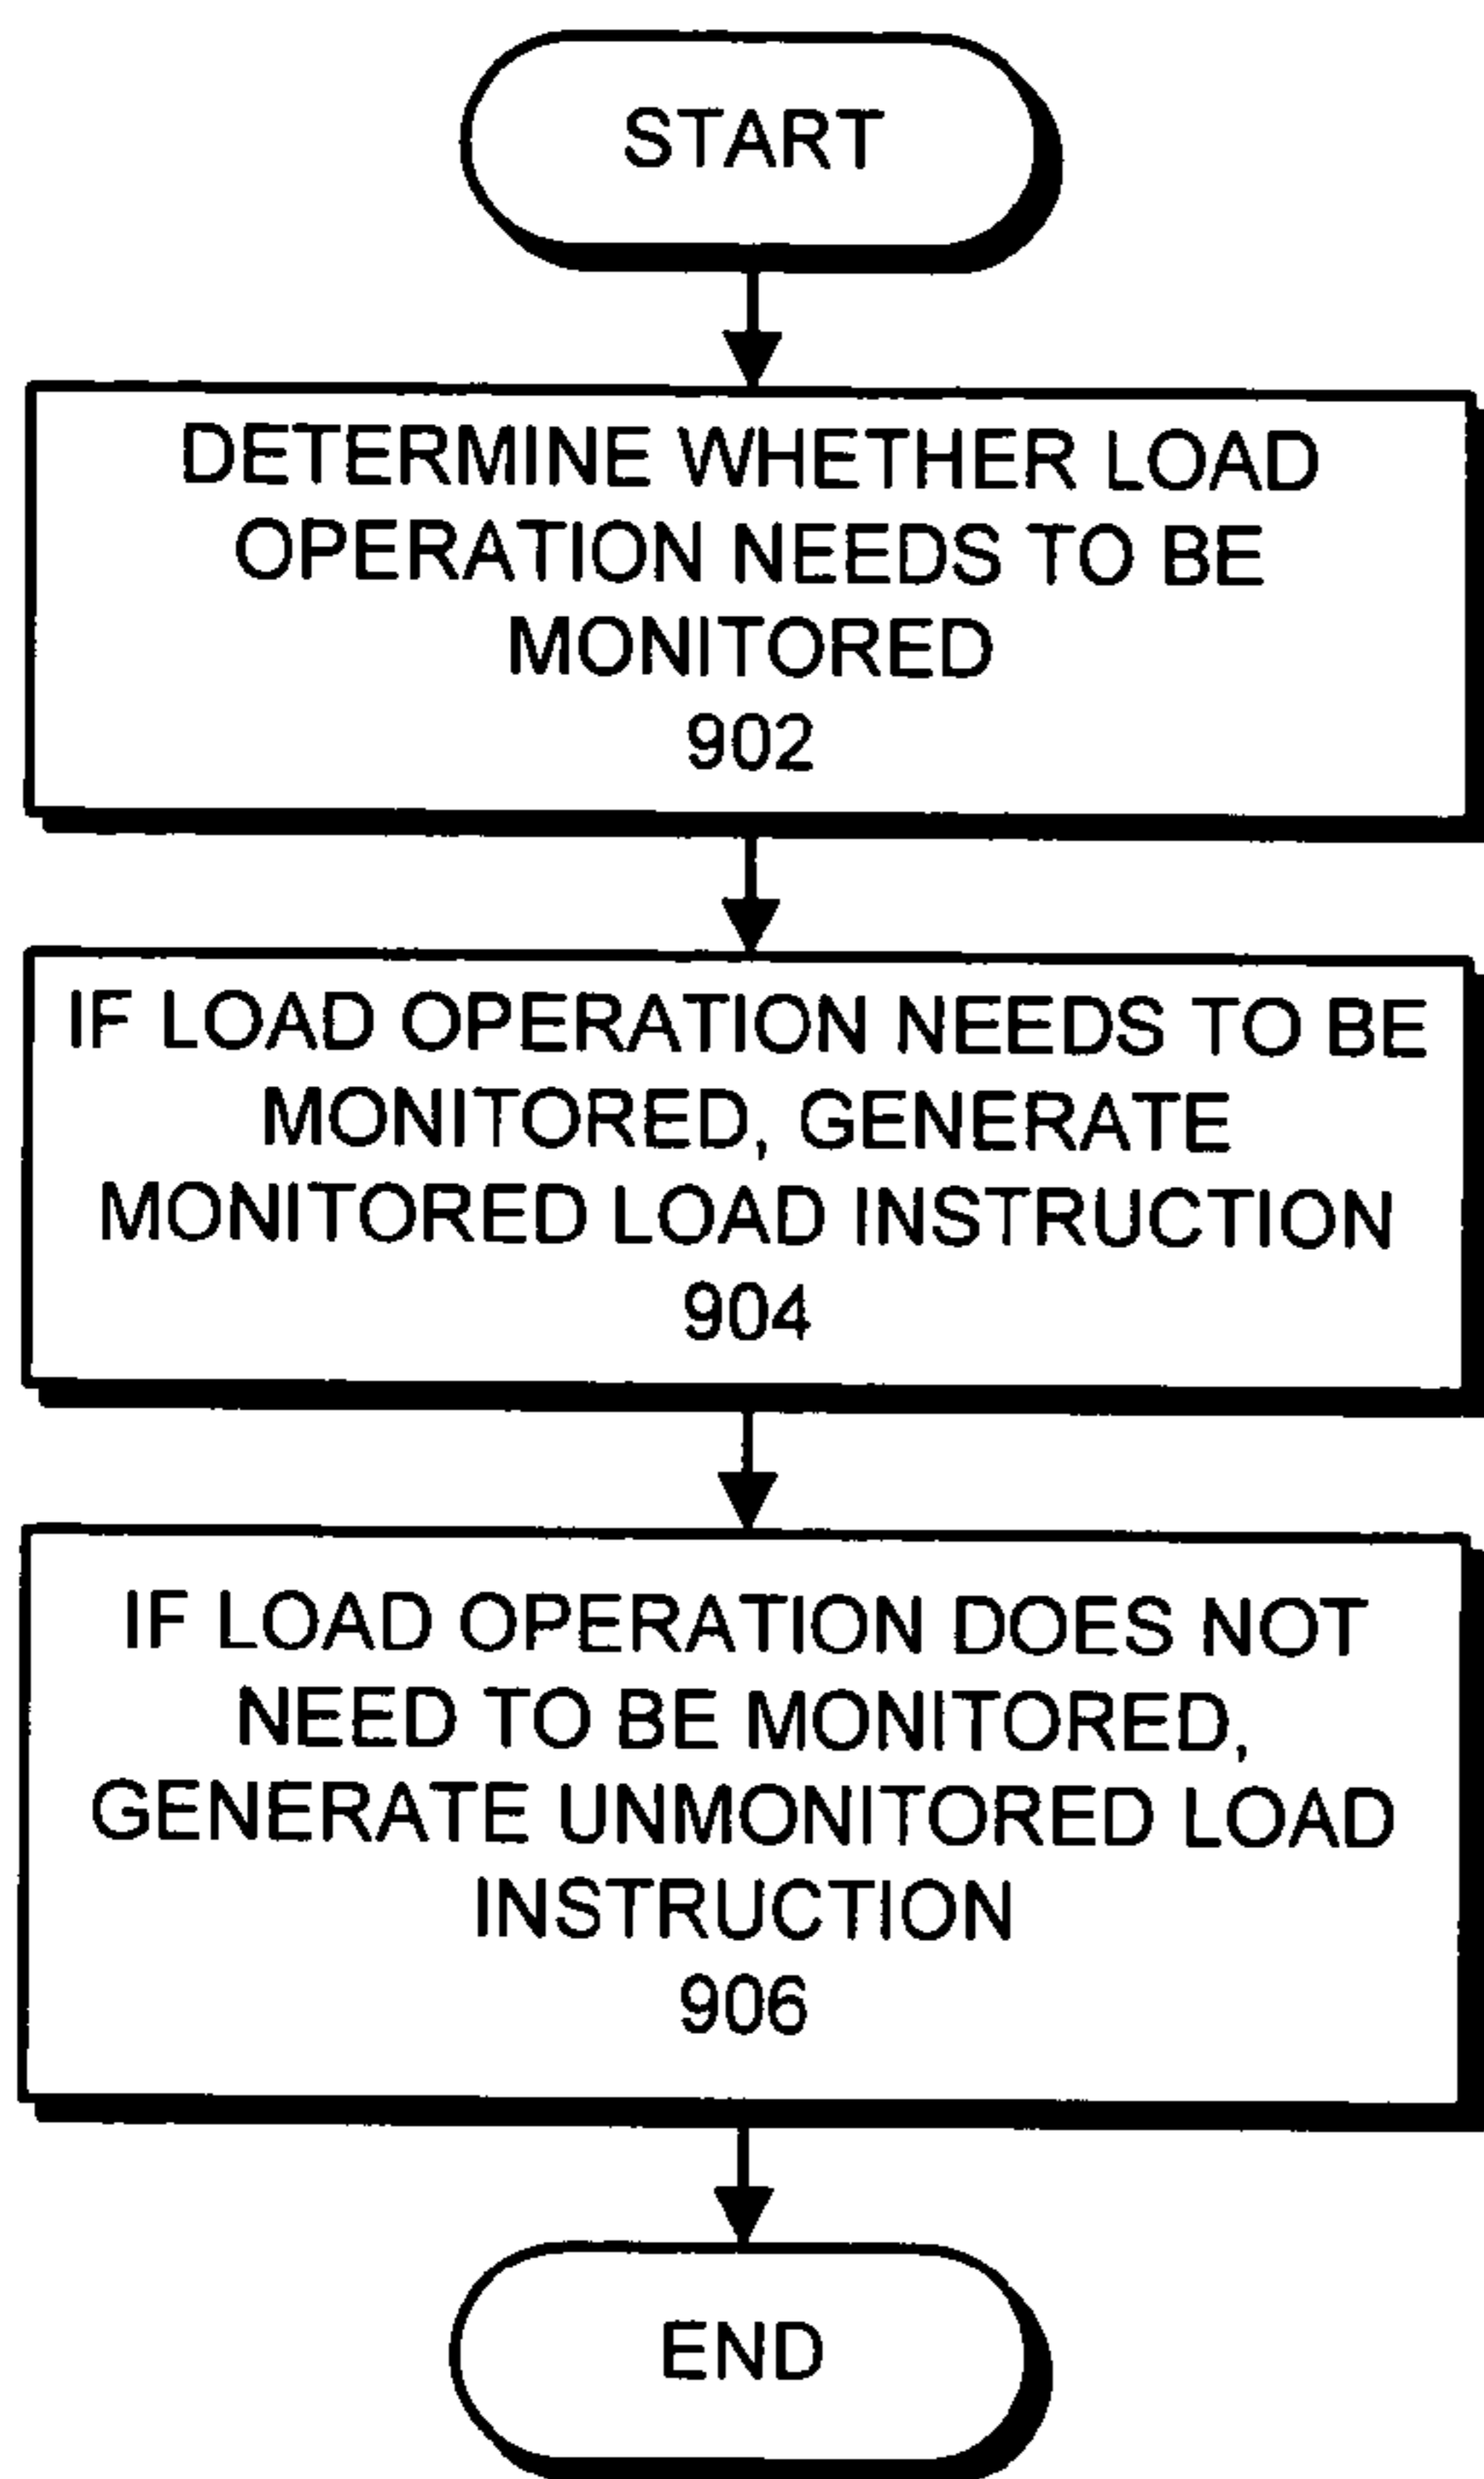 START
DETERMINE WHETHER LOAD
OPERATION NEEDS TO BE
MONITORED
902
IF LOAD OPERATION NEEDS TO BE
MONITORED, GENERATE
MONITORED LOAD INSTRUCTION
904
IF LOAD OPERATION DOES NOT
NEED TO BE MONITORED,
GENERATE UNMONITORED LOAD
INSTRUCTION
906
END